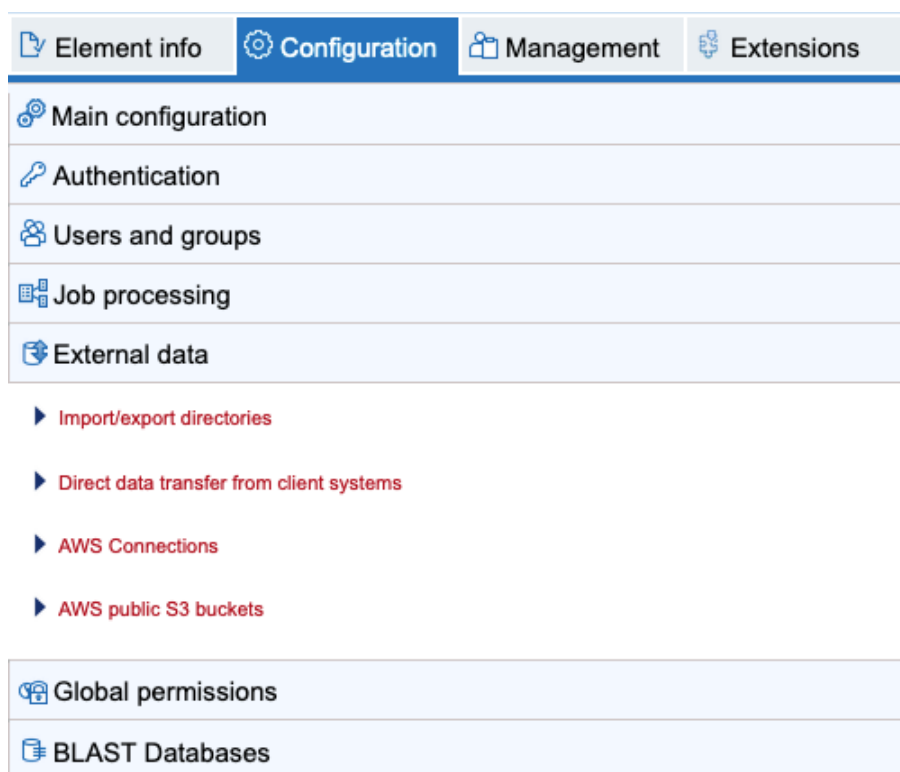 Element info Configuration Management Extensions
Main configuration
Authentication
Users and groups
Job processing
External data
Import/export directories
Direct data transfer from client systems
AWS Connections
AWS public S3 buckets
Global permissions
BLAST Databases